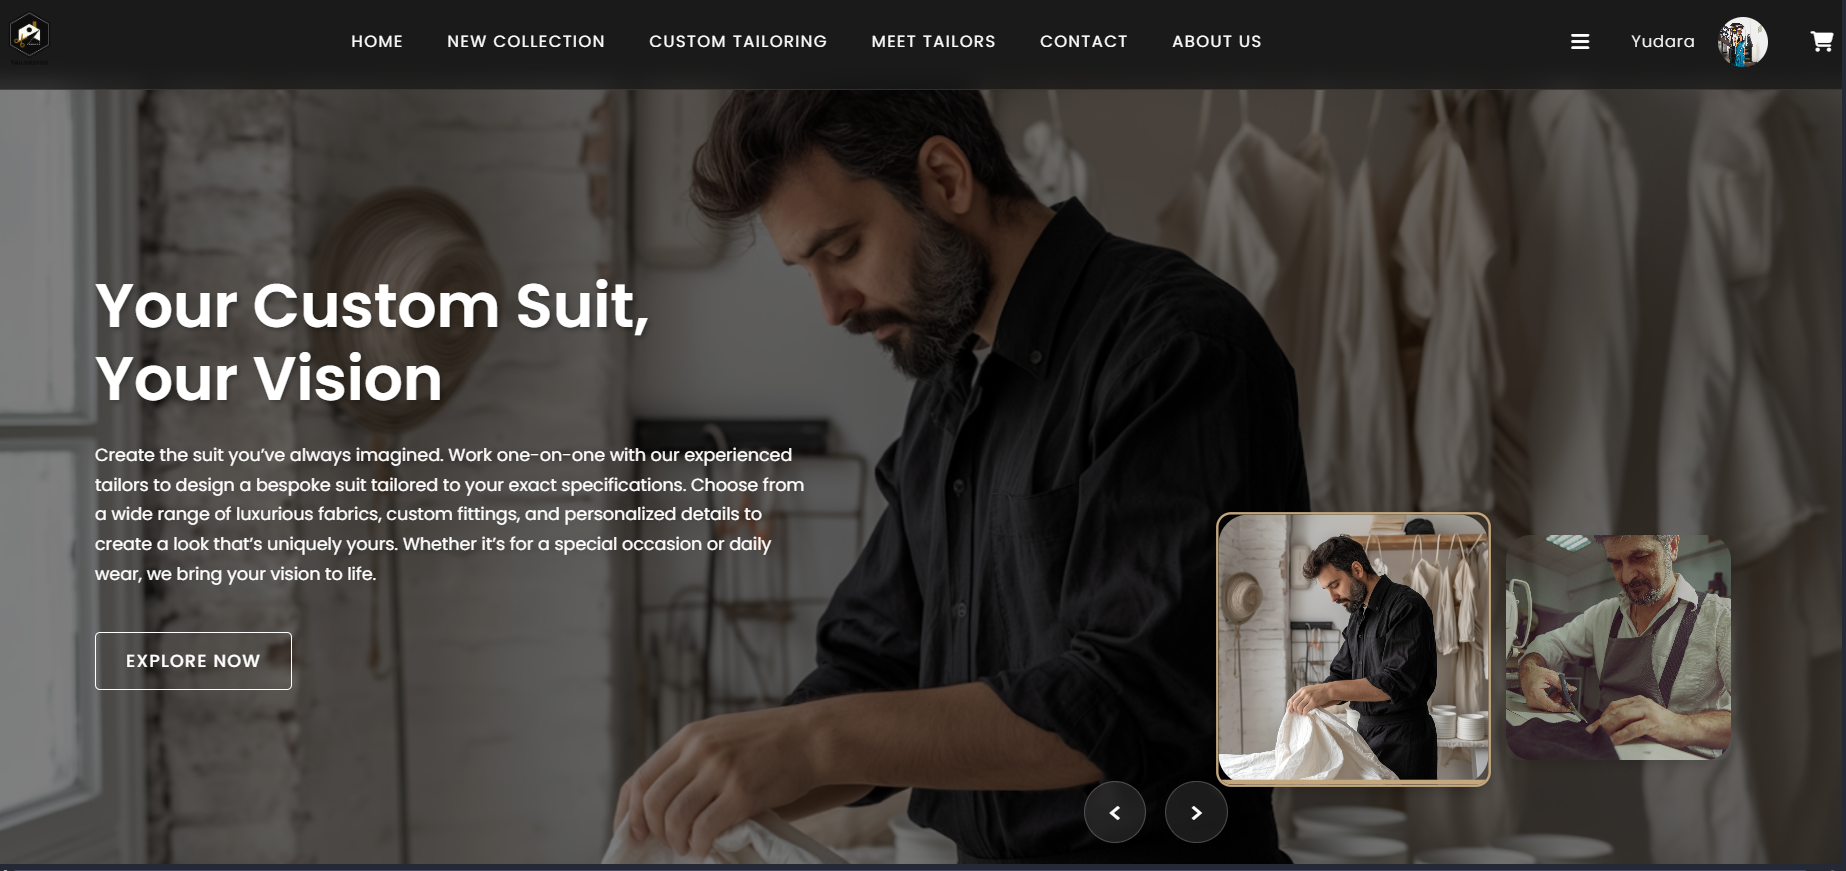 HOME NEW COLLECTION CUSTOM TAILORING MEET TAILORS CONTACT ABOUT US Yudara
Your Custom Suit,
Your Vision
Create the suit you’ve always imagined. Work one-on-one with our experienced
tailors to design a bespoke suit tailored to your exact specifications. Choose from
a wide range of luxurious fabrics, custom fittings, and personalized details to
create a look that’s uniquely yours. Whether it’s for a special occasion or daily
wear, we bring your vision to life.
EXPLORE NOW